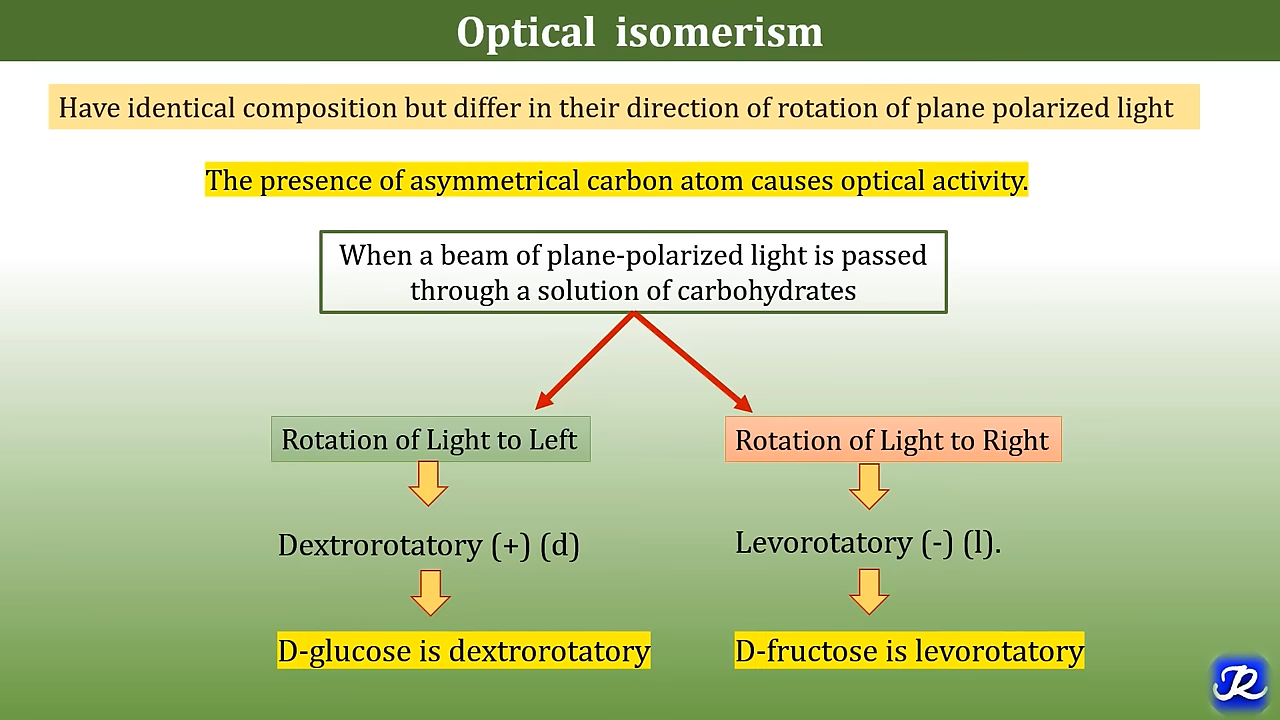 Optical isomerism
Have identical composition but differ in their direction of rotation of plane polarized light
The presence of asymmetrical carbon atom causes optical activity.
When a beam of plane-polarized light is passed
through a solution of carbohydrates
Rotation of Light to Left
Rotation of Light to Right
Dextrorotatory (+) (d)
Levorotatory (-) (l).
D-glucose is dextrorotatory
D-fructose is levorotatory
JR